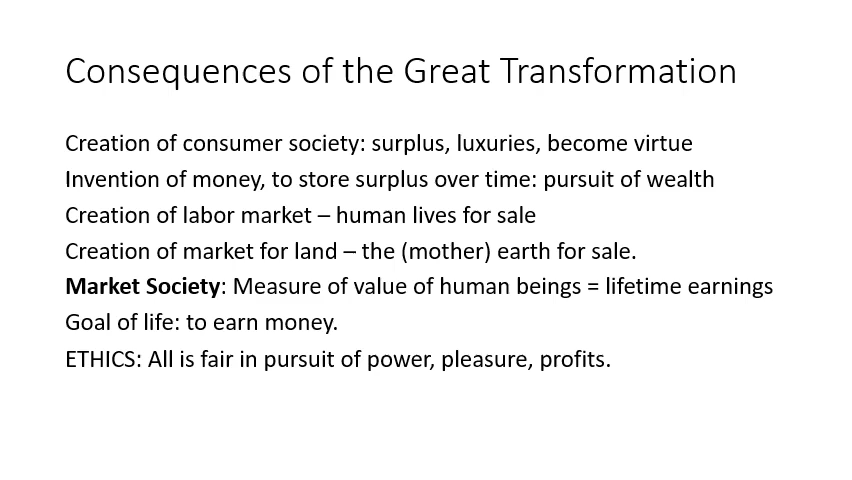 Consequences of the Great Transformation
Creation of consumer society: surplus, luxuries, become virtue
Invention of money, to store surplus over time: pursuit of wealth
Creation of labor market – human lives for sale
Creation of market for land – the (mother) earth for sale.
Market Society: Measure of value of human beings = lifetime earnings
Goal of life: to earn money.
ETHICS: All is fair in pursuit of power, pleasure, profits.